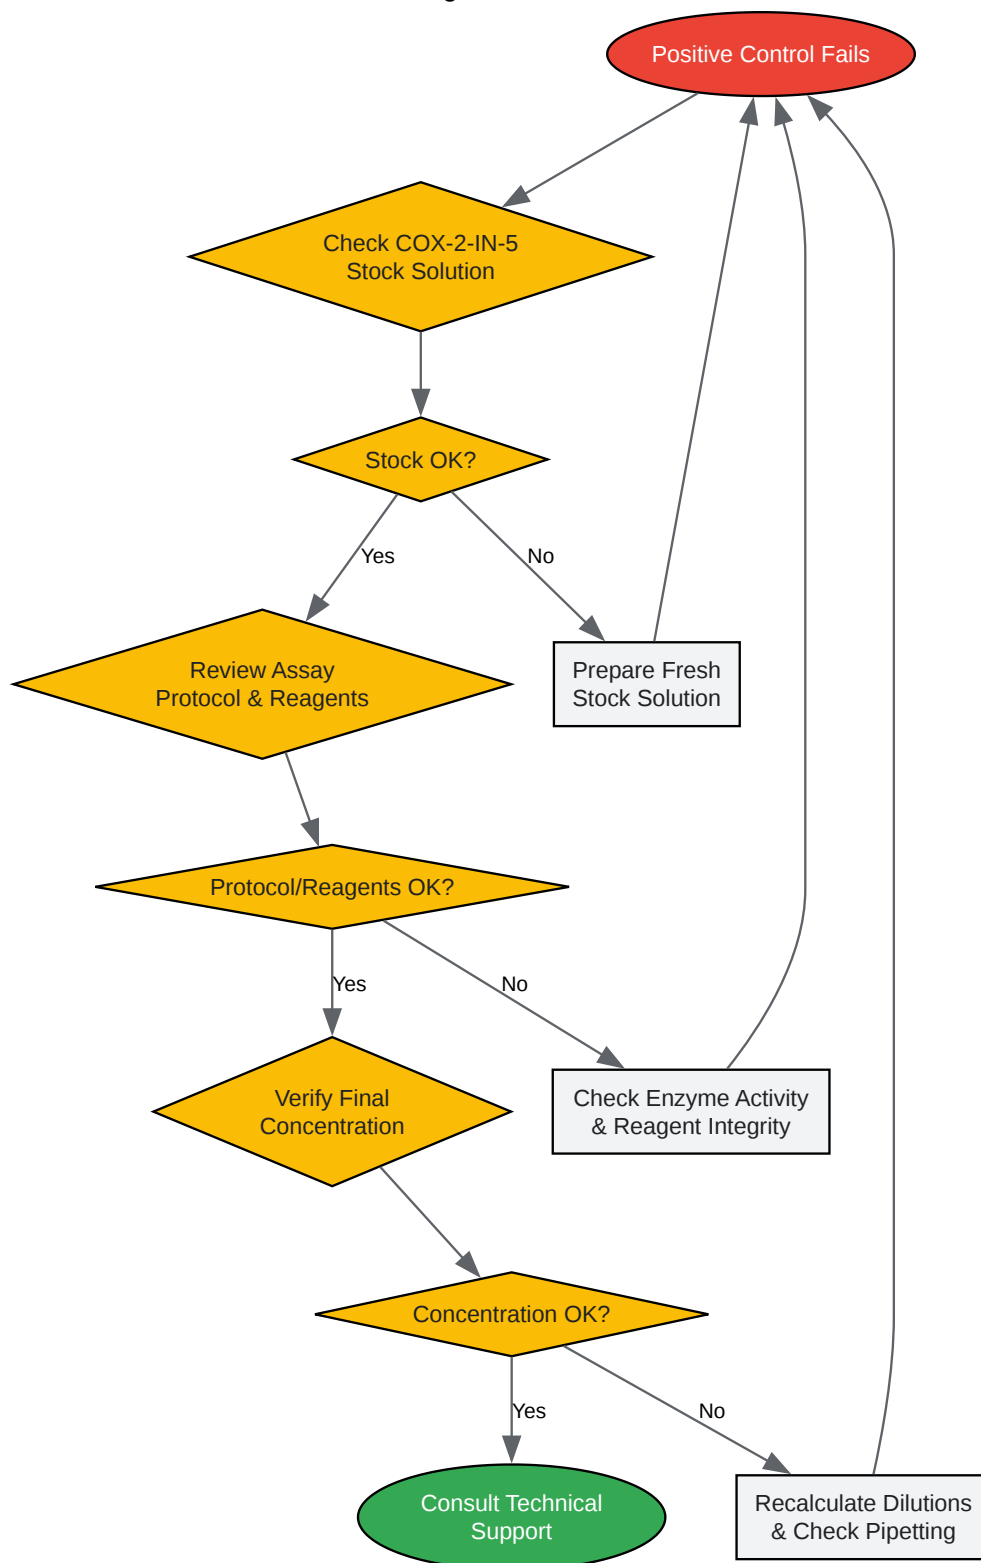 Positive Control Fails
Check COX-2-IN-5
Stock Solution
Stock OK?
Yes
No
Review Assay
Protocol & Reagents
Prepare Fresh
Stock Solution
Protocol/Reagents OK?
Yes
No
Verify Final
Concentration
Check Enzyme Activity
& Reagent Integrity
Concentration OK?
Yes
No
Consult Technical
Support
Recalculate Dilutions
& Check Pipetting